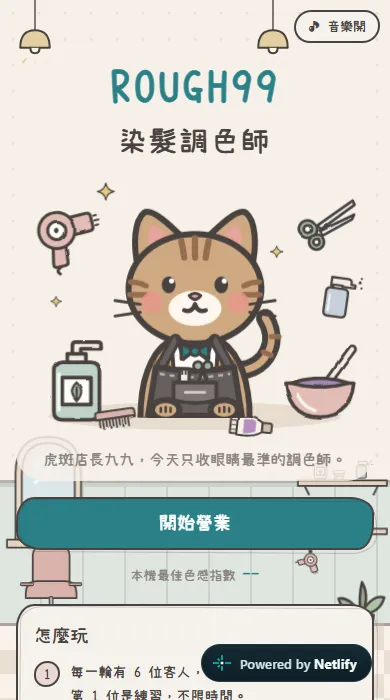 音樂開
ROUGH99
染髮調色師
虎斑店長九九，今天只收眼睛最準的調色師。
開始營業
本機最佳色感指數 --
怎麼玩
1 每一輪有 6 位客人，
第 1 位是練習，不限時間。
Powered by Netlify